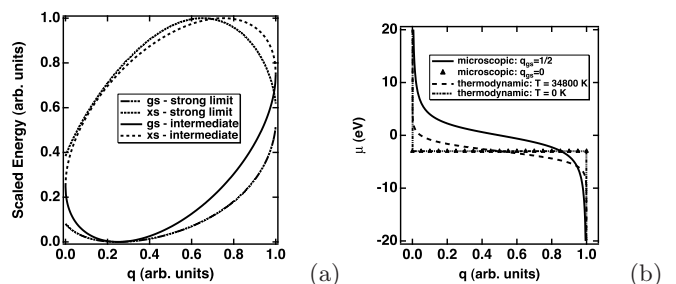 1.0
0.8
0.6
0.4
0.2
0.0
Scaled Energy (arb. units)
gs - strong limit
xs - strong limit
gs - intermediate
xs - intermediate
0.0 0.2 0.4 0.6 0.8 1.0
q (arb. units)
(a)
20
10
0
-10
-20
μ (eV)
microscopic: qgs=1/2
microscopic: qgs=0
thermodynamic: T = 34800 K
thermodynamic: T = 0 K
0.0 0.2 0.4 0.6 0.8 1.0
q (arb. units)
(b)